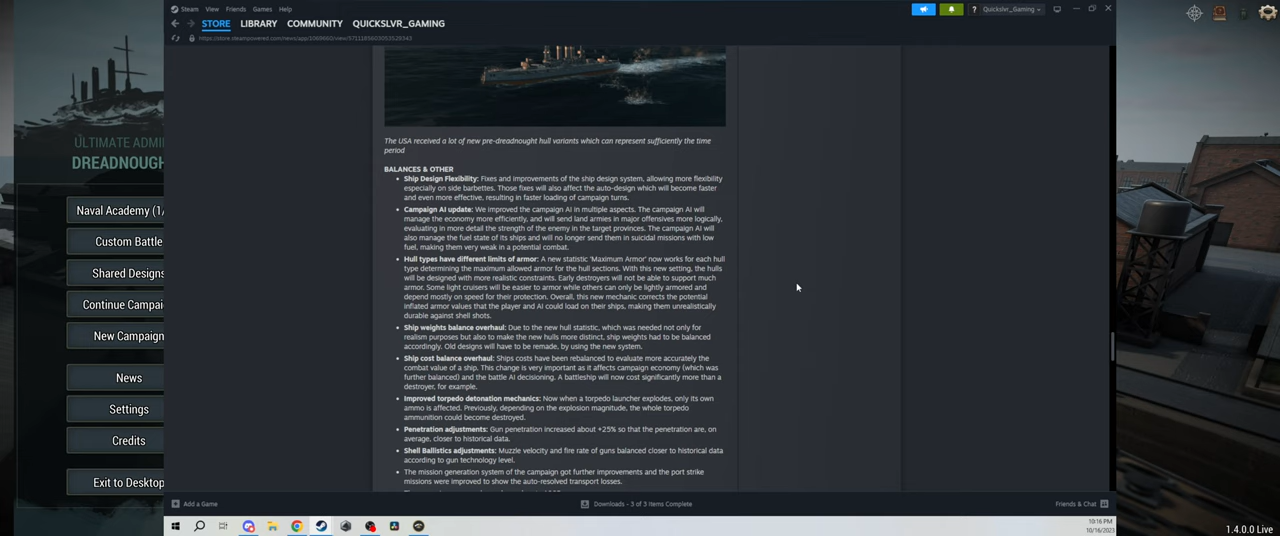 Steam View Friends Games Help
? Quickslvr_Gaming
STORE LIBRARY COMMUNITY QUICKSLVR_GAMING
The USA received a lot of new pre-dreadnought hull variants which can represent sufficiently the time
period
BALANCES & OTHER
• Ship Design Flexibility: Fixes and improvements of the ship design system, allowing more flexibility
especially on side barbettes. Those fixes will also affect the auto-design which will become faster
and even more effective, resulting in faster loading of campaign turns.
• Campaign AI update: We improved the campaign AI in multiple aspects. The campaign AI will
manage the economy more efficiently, and will send land armies in major offensives more logically,
evaluating in more detail the strength of the enemy in the target provinces. The campaign AI will
also manage the fuel state of its ships and will no longer send them in suicidal missions with low
fuel, making them very weak in a potential combat.
• Hull types have different limits of armor: A new statistic 'Maximum Armor' now works for each hull
type determining the maximum allowed armor for the hull sections. With this new setting, the hulls
will be designed with more realistic constraints. Early destroyers will not be able to support much
armor. Some light cruisers will be easier to armor while others can only be lightly armored and
depend mostly on speed for their protection. Overall, this new mechanic corrects the potential
inflated armor values that the player and AI could load on their ships, making them unrealistically
durable against shell shots.
• Ship weights balance overhaul: Due to the new hull statistic, which was needed not only for
realism purposes but also to make the new hulls more distinct, ship weights had to be balanced
accordingly. Old designs will have to be remade, by using the new system.
• Ship cost balance overhaul: Ships costs have been rebalanced to evaluate more accurately the
combat value of a ship. This change is very important as it affects campaign economy (which was
further balanced) and the battle AI decisioning. A battleship will now cost significantly more than a
destroyer, for example.
• Improved torpedo detonation mechanics: Now when a torpedo launcher explodes, only its own
ammo is affected. Previously, depending on the explosion magnitude, the whole torpedo
ammunition could become destroyed.
• Penetration adjustments: Gun penetration increased about +25% so that the penetration are, on
average, closer to historical data.
• Shell Ballistics adjustments: Muzzle velocity and fire rate of guns balanced closer to historical data
according to gun technology level.
• The mission generation system of the campaign got further improvements and the port strike
missions were improved to show the auto-resolved transport losses.
ULTIMATE ADMI
DREADNOUGH
Naval Academy (1/
Custom Battle
Shared Designs
Continue Campai
New Campaign
News
Settings
Credits
Exit to Desktop
Add a Game
Downloads - 3 of 3 Items Complete
Friends & Chat
10:16 PM
10/16/2023
1.4.0.0 Live